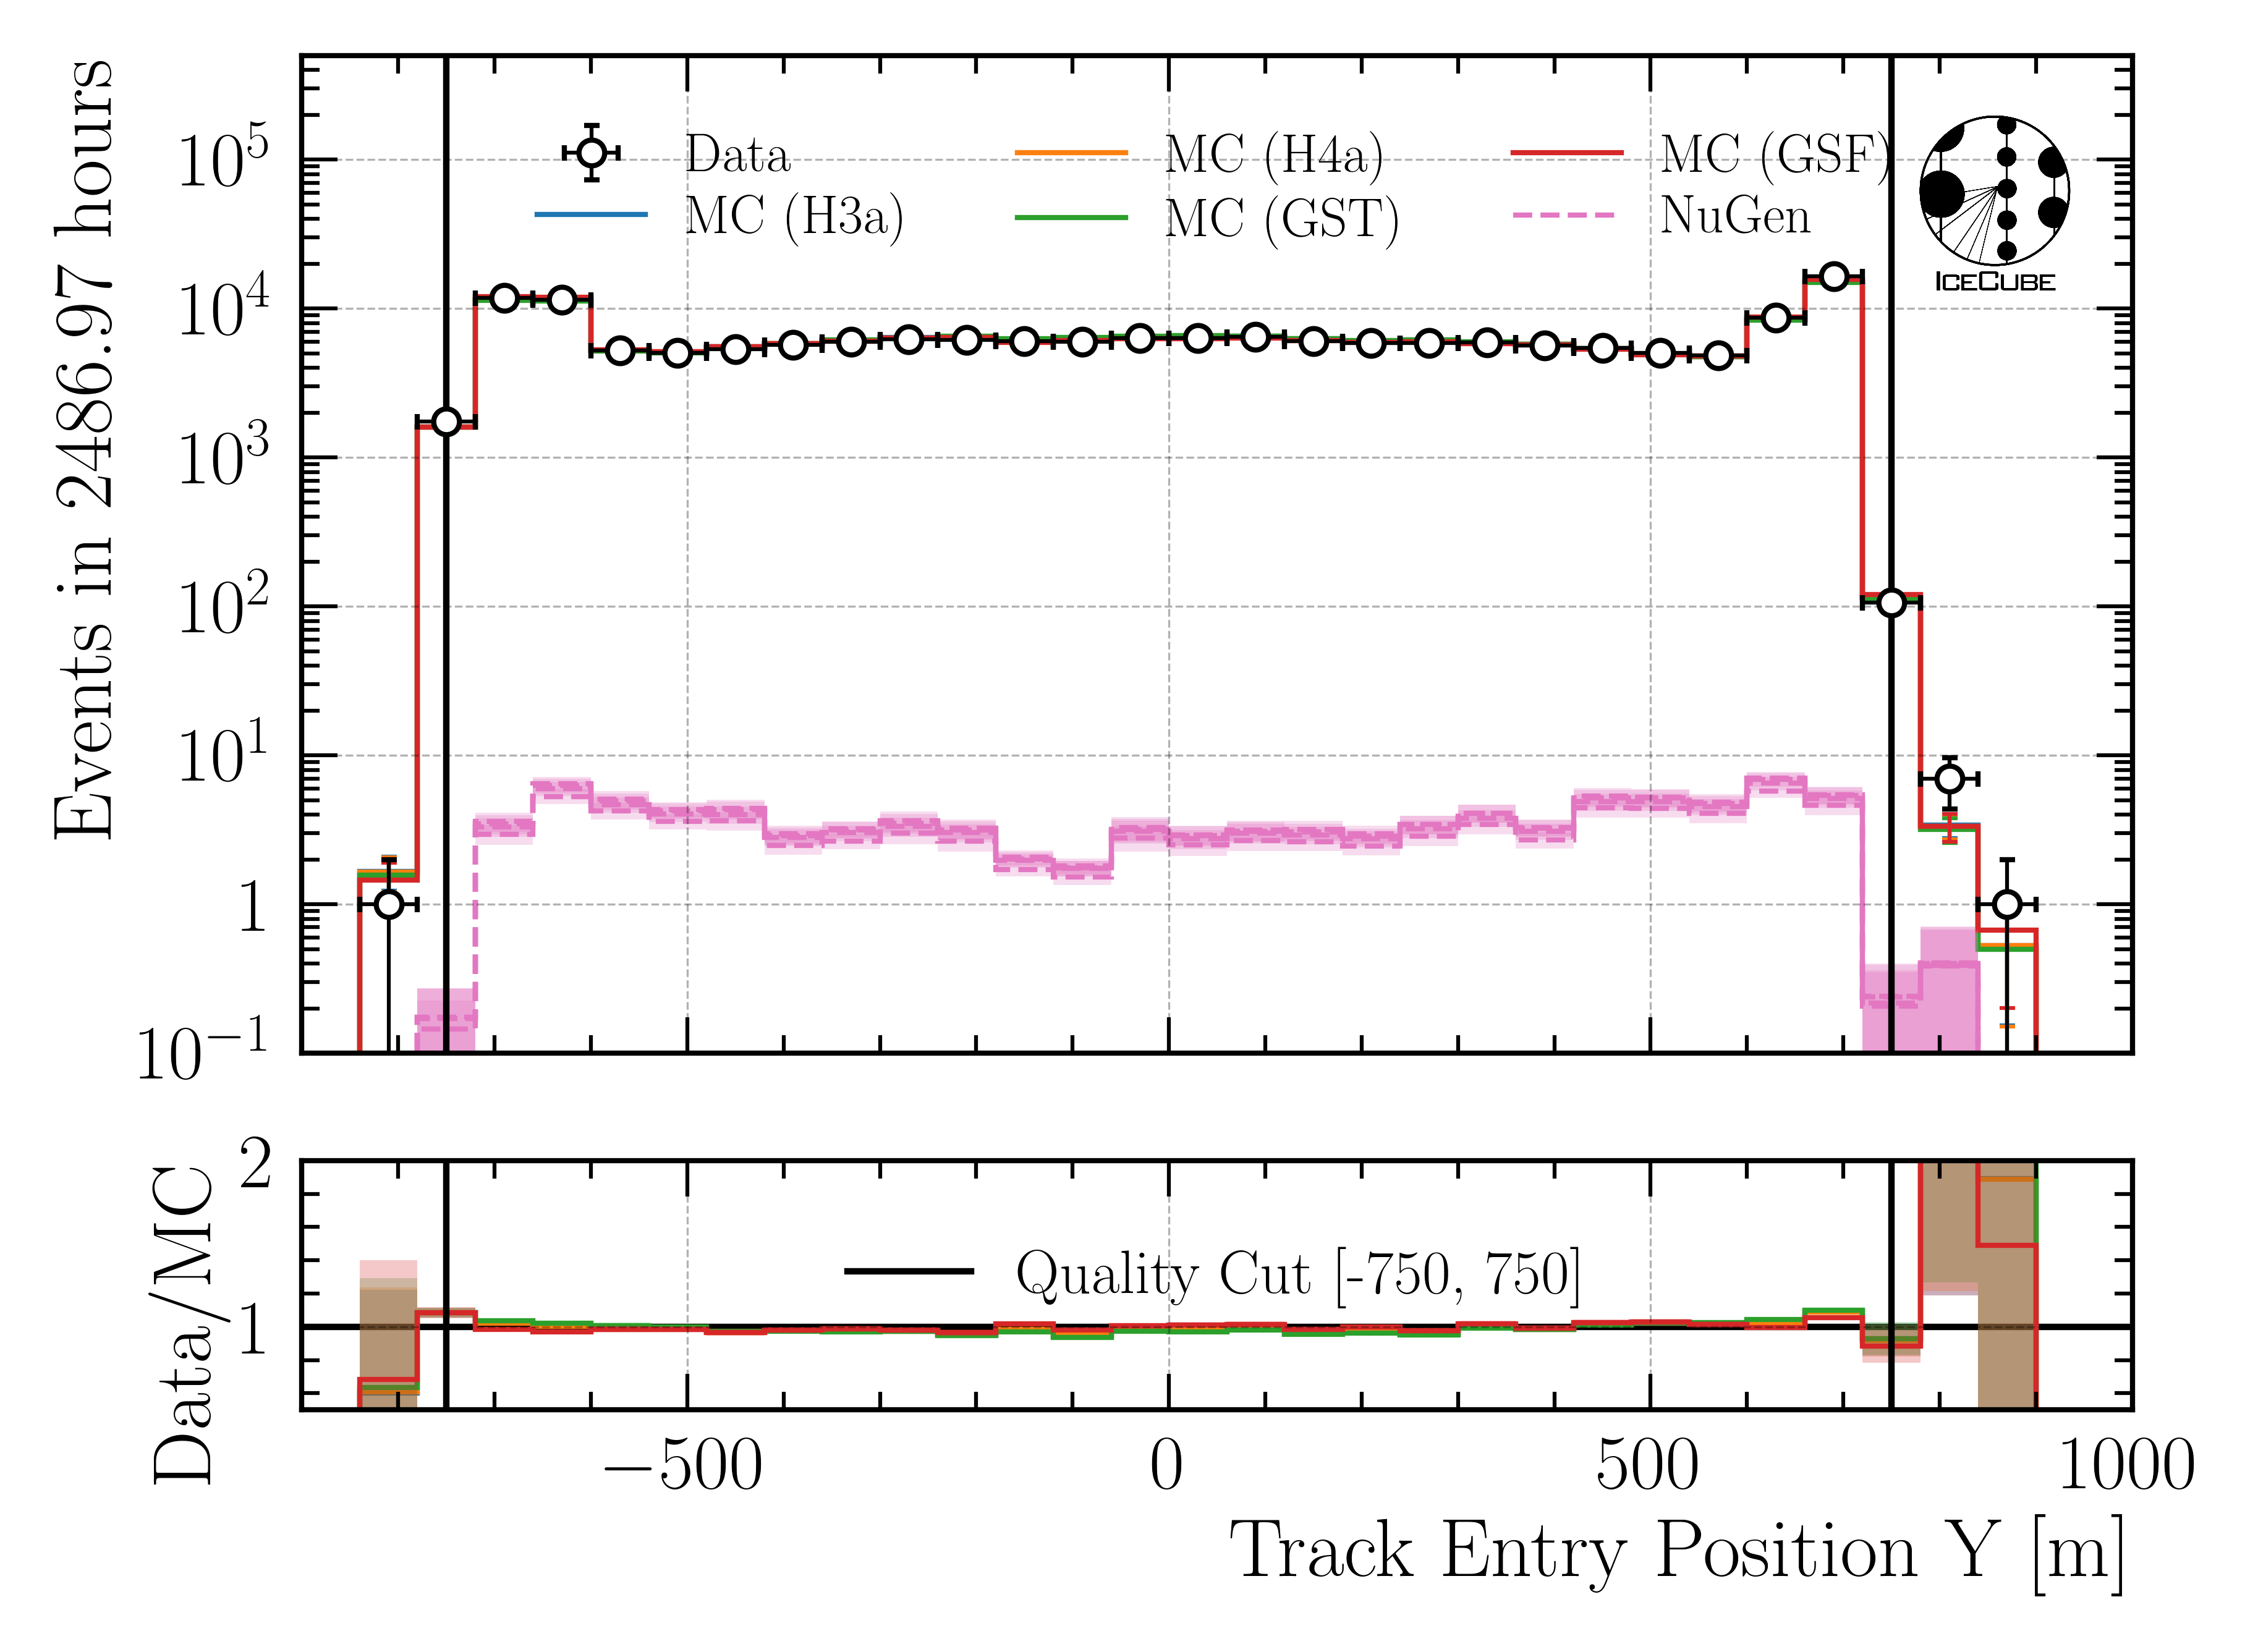 Events in 2486.97 hours
10^5
10^4
10^3
10^2
10^1
1
10^−1
Data
MC (H3a)
MC (H4a)
MC (GST)
MC (GSF)
NuGen
ICECUBE
Data/MC
2
1
Quality Cut [-750, 750]
−500 0 500 1000
Track Entry Position Y [m]